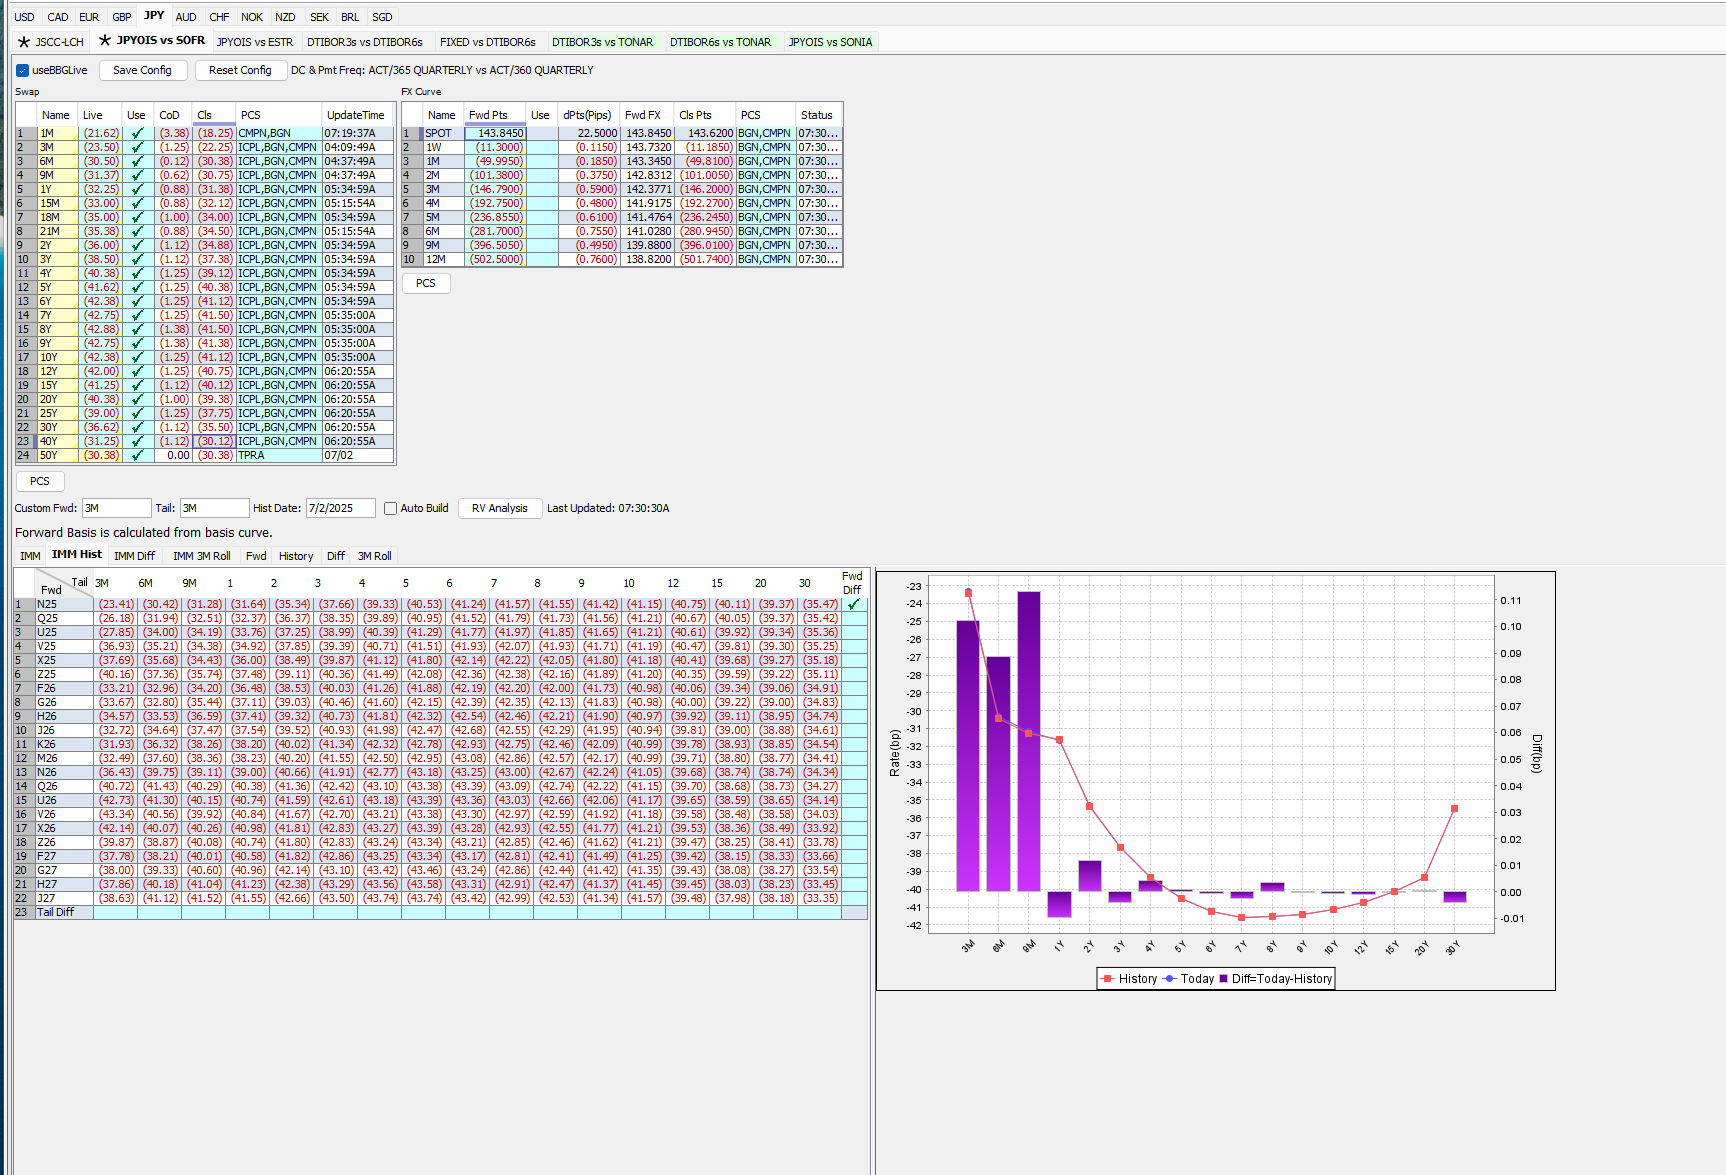 USD CAD EUR GBP JPY AUD CHF NOK NZD SEK BRL SGD
JSCC-LCH JPYOIS vs SOFR JPYOIS vs ESTR DTIBOR3s vs DTIBOR6s FIXED vs DTIBOR6s DTIBOR3s vs TONAR DTIBOR6s vs TONAR JPYOIS vs SONIA
useBBGLive Save Config Reset Config DC & Pmt Freq: ACT/365 QUARTERLY vs ACT/360 QUARTERLY
Swap
Name Live Use CoD Cls PCS UpdateTime
1 1M (21.62) (3.38) (18.25) CMPN,BGN 07:19:37A
2 3M (23.50) (1.25) (22.25) ICPL,BGN,CMPN 04:09:49A
3 6M (30.50) (0.12) (30.38) ICPL,BGN,CMPN 04:37:49A
4 9M (31.37) (0.62) (30.75) ICPL,BGN,CMPN 04:37:49A
5 1Y (32.25) (0.88) (31.38) ICPL,BGN,CMPN 05:34:59A
6 15M (33.00) (0.88) (32.12) ICPL,BGN,CMPN 05:15:54A
7 18M (35.00) (1.00) (34.00) ICPL,BGN,CMPN 05:34:59A
8 21M (35.38) (0.88) (34.50) ICPL,BGN,CMPN 05:15:54A
9 2Y (36.00) (1.12) (34.88) ICPL,BGN,CMPN 05:34:59A
10 3Y (38.50) (1.12) (37.38) ICPL,BGN,CMPN 05:34:59A
11 4Y (40.38) (1.25) (39.12) ICPL,BGN,CMPN 05:34:59A
12 5Y (41.62) (1.25) (40.38) ICPL,BGN,CMPN 05:34:59A
13 6Y (42.38) (1.25) (41.12) ICPL,BGN,CMPN 05:34:59A
14 7Y (42.75) (1.25) (41.50) ICPL,BGN,CMPN 05:35:00A
15 8Y (42.88) (1.38) (41.50) ICPL,BGN,CMPN 05:35:00A
16 9Y (42.75) (1.38) (41.38) ICPL,BGN,CMPN 05:35:00A
17 10Y (42.38) (1.25) (41.12) ICPL,BGN,CMPN 05:35:00A
18 12Y (42.00) (1.25) (40.75) ICPL,BGN,CMPN 06:20:55A
19 15Y (41.25) (1.12) (40.12) ICPL,BGN,CMPN 06:20:55A
20 20Y (40.38) (1.00) (39.38) ICPL,BGN,CMPN 06:20:55A
21 25Y (39.00) (1.25) (37.75) ICPL,BGN,CMPN 06:20:55A
22 30Y (36.62) (1.12) (35.50) ICPL,BGN,CMPN 06:20:55A
23 40Y (31.25) (1.12) (30.12) ICPL,BGN,CMPN 06:20:55A
24 50Y (30.38) 0.00 (30.38) TPRA 07/02
PCS
FX Curve
Name Fwd Pts Use dPts(Pips) Fwd FX Cls Pts PCS Status
1 SPOT 143.8450 22.5000 143.8450 143.6200 BGN,CMPN 07:30...
2 1W (11.3000) (0.1150) 143.7320 (11.1850) BGN,CMPN 07:30...
3 1M (49.9950) (0.1850) 143.3450 (49.8100) BGN,CMPN 07:30...
4 2M (101.3800) (0.3750) 142.8312 (101.0050) BGN,CMPN 07:30...
5 3M (146.7900) (0.5900) 142.3771 (146.2000) BGN,CMPN 07:30...
6 4M (192.7500) (0.4800) 141.9175 (192.2700) BGN,CMPN 07:30...
7 5M (236.8550) (0.6100) 141.4764 (236.2450) BGN,CMPN 07:30...
8 6M (281.7000) (0.7550) 141.0280 (280.9450) BGN,CMPN 07:30...
9 9M (396.5050) (0.4950) 139.8800 (396.0100) BGN,CMPN 07:30...
10 12M (502.5000) (0.7600) 138.8200 (501.7400) BGN,CMPN 07:30...
PCS
Custom Fwd: 3M Tail: 3M Hist Date: 7/2/2025 Auto Build RV Analysis Last Updated: 07:30:30A
Forward Basis is calculated from basis curve.
IMM IMM Hist IMM Diff IMM 3M Roll Fwd History Diff 3M Roll
Fwd Tail 3M 6M 9M 1 2 3 4 5 6 7 8 9 10 12 15 20 30 Fwd Diff
1 N25 (23.41) (30.42) (31.28) (31.64) (35.34) (37.66) (39.33) (40.53) (41.24) (41.57) (41.55) (41.42) (41.15) (40.75) (40.11) (39.37) (35.47)
2 Q25 (26.18) (31.94) (32.51) (32.37) (36.37) (38.35) (39.89) (40.95) (41.52) (41.79) (41.73) (41.56) (41.21) (40.67) (40.05) (39.37) (35.42)
3 U25 (27.85) (34.00) (34.19) (33.76) (37.25) (38.99) (40.39) (41.29) (41.77) (41.97) (41.85) (41.65) (41.21) (40.61) (39.92) (39.34) (35.36)
4 V25 (36.93) (35.21) (34.38) (34.92) (37.85) (39.39) (40.71) (41.51) (41.93) (42.07) (41.93) (41.71) (41.19) (40.47) (39.81) (39.30) (35.25)
5 X25 (37.69) (35.68) (34.43) (36.00) (38.49) (39.87) (41.12) (41.80) (42.14) (42.22) (42.05) (41.80) (41.18) (40.41) (39.68) (39.27) (35.18)
6 Z25 (40.16) (37.36) (35.74) (37.48) (39.11) (40.36) (41.49) (42.08) (42.36) (42.38) (42.16) (41.89) (41.20) (40.35) (39.59) (39.22) (35.11)
7 F26 (33.21) (32.96) (34.20) (36.48) (38.53) (40.03) (41.26) (41.88) (42.19) (42.20) (42.00) (41.73) (40.98) (40.06) (39.34) (39.06) (34.91)
8 G26 (33.67) (32.80) (35.44) (37.11) (39.03) (40.46) (41.60) (42.15) (42.39) (42.35) (42.13) (41.83) (40.98) (40.00) (39.22) (39.00) (34.83)
9 H26 (34.57) (33.53) (36.59) (37.41) (39.32) (40.73) (41.81) (42.32) (42.54) (42.46) (42.21) (41.90) (40.97) (39.92) (39.11) (38.95) (34.74)
10 J26 (32.72) (34.64) (37.47) (37.54) (39.52) (40.93) (41.98) (42.47) (42.68) (42.55) (42.29) (41.95) (40.94) (39.81) (39.00) (38.88) (34.61)
11 K26 (31.93) (36.32) (38.26) (38.20) (40.02) (41.34) (42.32) (42.78) (42.93) (42.75) (42.46) (42.09) (40.99) (39.78) (38.93) (38.85) (34.54)
12 M26 (32.49) (37.60) (38.36) (38.23) (40.20) (41.55) (42.50) (42.95) (43.08) (42.86) (42.57) (42.17) (40.99) (39.71) (38.80) (38.77) (34.41)
13 N26 (36.43) (39.75) (39.11) (39.00) (40.66) (41.91) (42.77) (43.18) (43.25) (43.00) (42.67) (42.24) (41.05) (39.68) (38.74) (38.74) (34.34)
14 Q26 (40.72) (41.43) (40.29) (40.38) (41.36) (42.42) (43.10) (43.38) (43.39) (43.09) (42.74) (42.22) (41.15) (39.70) (38.68) (38.73) (34.27)
15 U26 (42.73) (41.30) (40.15) (40.74) (41.59) (42.61) (43.18) (43.39) (43.36) (43.03) (42.66) (42.06) (41.17) (39.65) (38.59) (38.65) (34.14)
16 V26 (43.34) (40.56) (39.92) (40.84) (41.67) (42.70) (43.21) (43.38) (43.30) (42.97) (42.59) (41.92) (41.18) (39.58) (38.48) (38.58) (34.03)
17 X26 (42.14) (40.07) (40.26) (40.98) (41.81) (42.83) (43.27) (43.39) (43.28) (42.93) (42.55) (41.77) (41.21) (39.53) (38.36) (38.49) (33.92)
18 Z26 (39.87) (38.87) (40.08) (40.74) (41.80) (42.83) (43.24) (43.34) (43.21) (42.85) (42.46) (41.62) (41.21) (39.47) (38.25) (38.41) (33.78)
19 F27 (37.78) (38.21) (40.01) (40.58) (41.82) (42.86) (43.25) (43.34) (43.17) (42.81) (42.41) (41.49) (41.25) (39.42) (38.15) (38.33) (33.66)
20 G27 (38.00) (39.33) (40.60) (40.96) (42.14) (43.10) (43.42) (43.46) (43.24) (42.86) (42.44) (41.42) (41.35) (39.43) (38.08) (38.27) (33.54)
21 H27 (37.86) (40.18) (41.04) (41.23) (42.38) (43.29) (43.56) (43.58) (43.31) (42.91) (42.47) (41.37) (41.45) (39.45) (38.03) (38.23) (33.45)
22 J27 (38.63) (41.12) (41.52) (41.55) (42.66) (43.50) (43.74) (43.74) (43.42) (42.99) (42.53) (41.34) (41.57) (39.48) (37.98) (38.18) (33.35)
23 Tail Diff
Rate(bp)
-23
-24
-25
-26
-27
-28
-29
-30
-31
-32
-33
-34
-35
-36
-37
-38
-39
-40
-41
-42
0.11
0.10
0.09
0.08
0.07
0.06
0.05
0.04
0.03
0.02
0.01
0.00
-0.01
Diff(bp)
3M 6M 9M 1Y 2Y 3Y 4Y 5Y 6Y 7Y 8Y 9Y 10Y 12Y 15Y 20Y 30Y
History Today Diff=Today-History